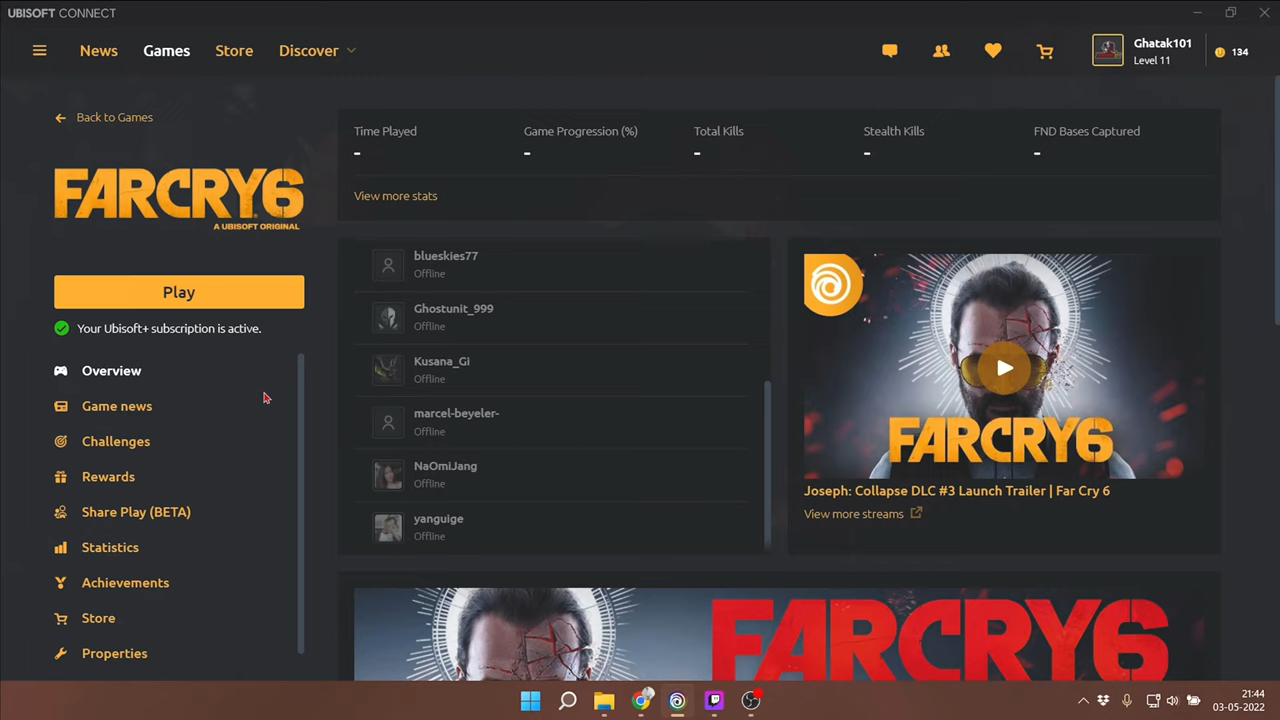 UBISOFT CONNECT
News
Games
Store
Discover
Ghatak101
Level 11
134
Back to Games
FARCRY6
A UBISOFT ORIGINAL
Play
Your Ubisoft+ subscription is active.
Overview
Game news
Challenges
Rewards
Share Play (BETA)
Statistics
Achievements
Store
Properties
Time Played
-
Game Progression (%)
-
Total Kills
-
Stealth Kills
-
FND Bases Captured
-
View more stats
blueskies77
Offline
Ghostunit_999
Offline
Kusana_Gi
Offline
marcel-beyeler-
Offline
NaOmiJang
Offline
yanguige
Offline
FARCRY6
Joseph: Collapse DLC #3 Launch Trailer | Far Cry 6
View more streams
FARCRY6
21:44
03-05-2022